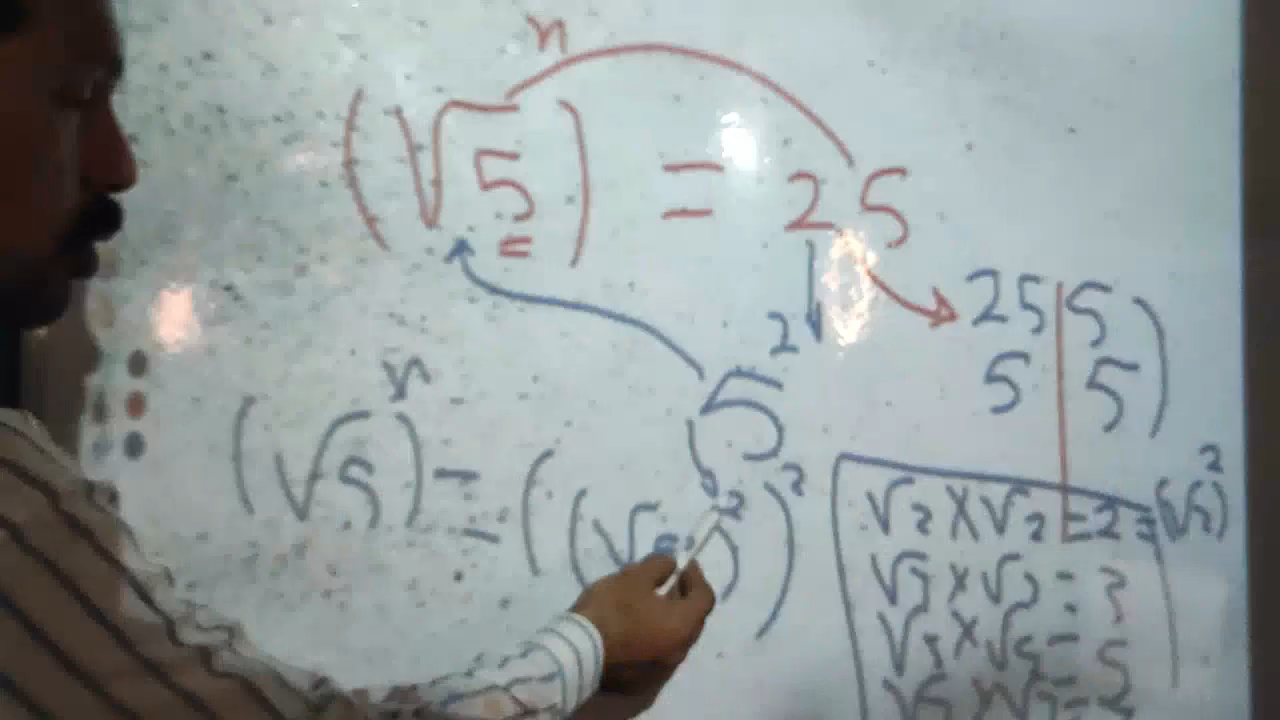 (√5)ⁿ = 25
25 | 5
5 | 5
5²
(√5)ⁿ = ((√5)²)²
√2 × √2 = 2 = (√2)²
√3 × √3 = 3
√5 × √5 = 5